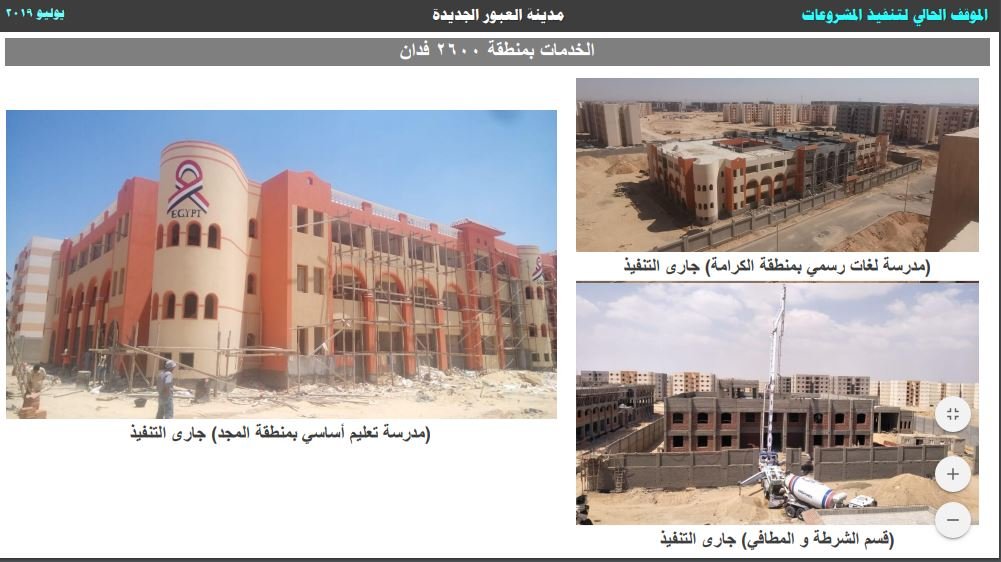 الموقف الحالي لتنفيذ المشروعات
مدينة العبور الجديدة
يوليو ٢٠١٩
الخدمات بمنطقة ٢٦٠٠ فدان
(مدرسة لغات رسمي بمنطقة الكرامة) جارى التنفيذ
EGYPT
(مدرسة تعليم أساسي بمنطقة المجد) جارى التنفيذ
(قسم الشرطة و المطافي) جارى التنفيذ